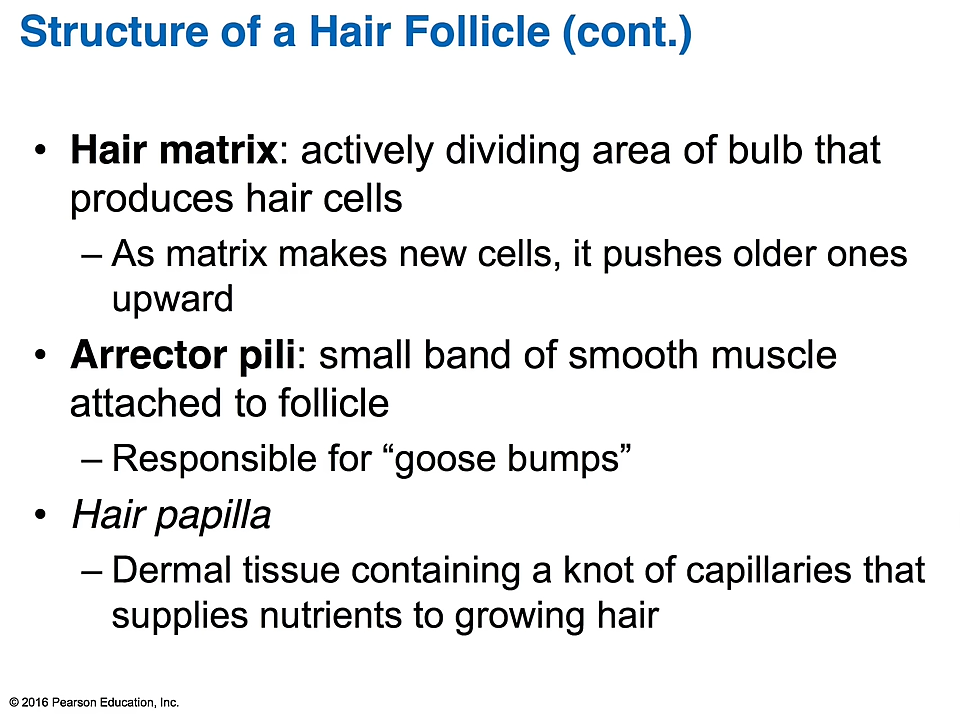 Structure of a Hair Follicle (cont.)
• Hair matrix: actively dividing area of bulb that
produces hair cells
– As matrix makes new cells, it pushes older ones
upward
• Arrector pili: small band of smooth muscle
attached to follicle
– Responsible for “goose bumps”
• Hair papilla
– Dermal tissue containing a knot of capillaries that
supplies nutrients to growing hair
© 2016 Pearson Education, Inc.